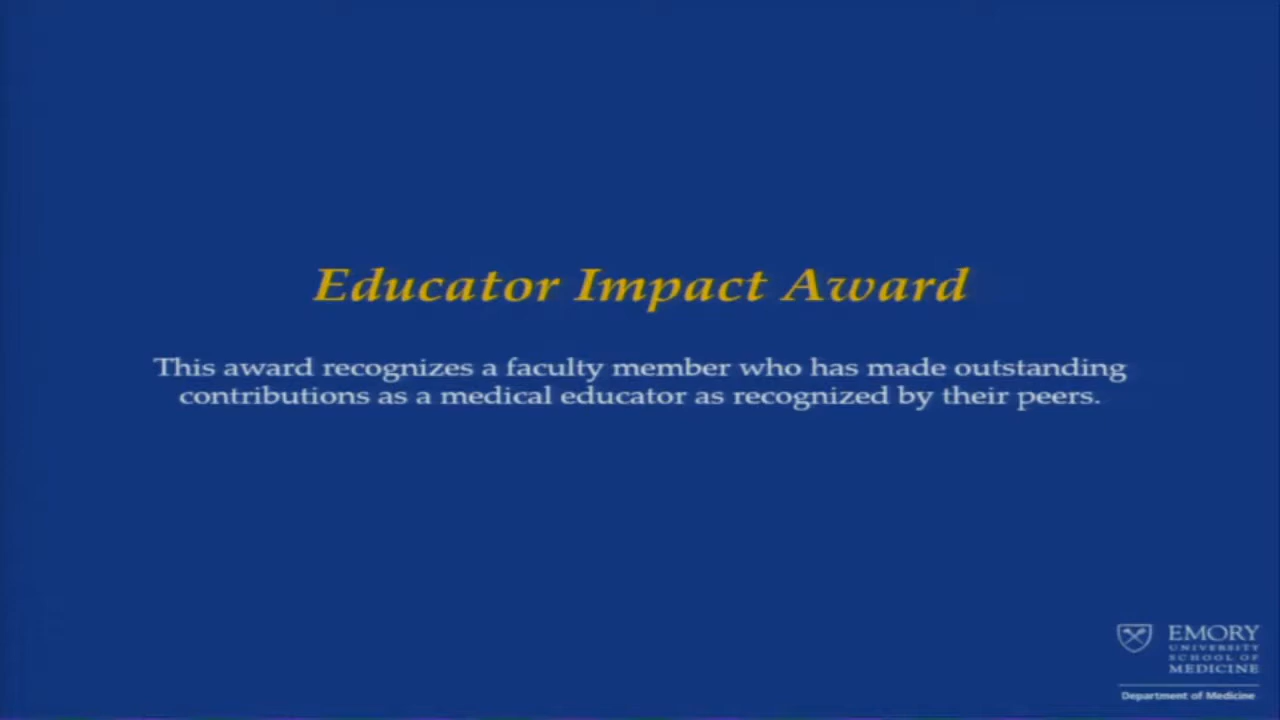 Educator Impact Award
This award recognizes a faculty member who has made outstanding
contributions as a medical educator as recognized by their peers.
EMORY
UNIVERSITY
SCHOOL OF
MEDICINE
Department of Medicine